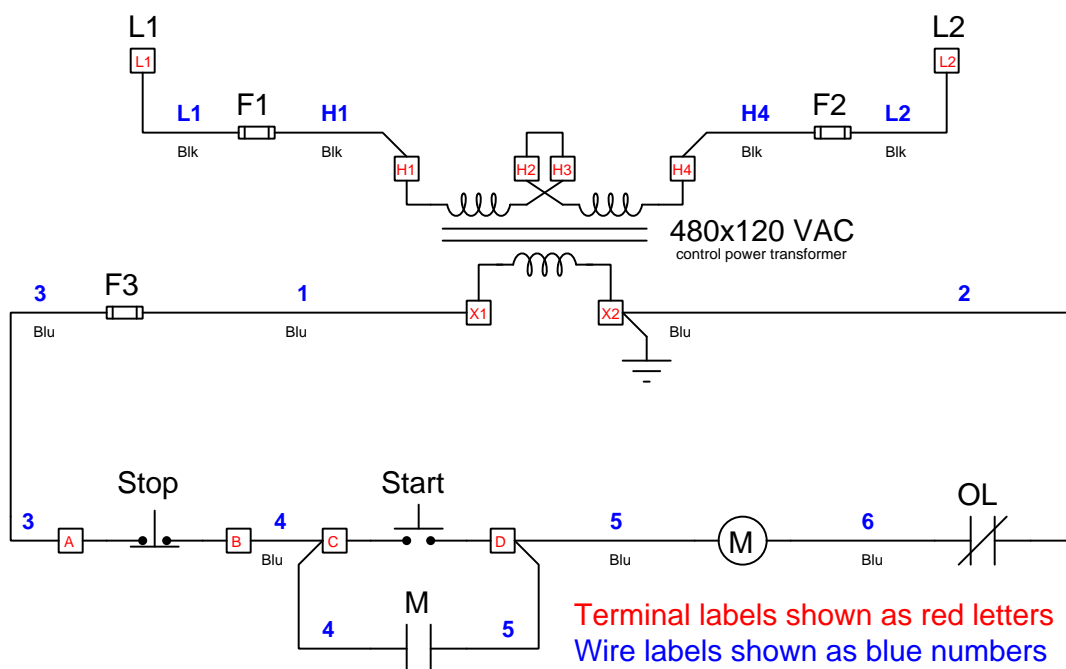 L1 L2
L1 L2
L1 F1 H1 H4 F2 L2
Blk Blk Blk Blk
H1 H2 H3 H4
480x120 VAC
control power transformer
3 F3 1 2
X1 X2
Blu Blu Blu
Stop Start OL
3 4 5 6
A B C D M
Blu Blu Blu
M
4 5
Terminal labels shown as red letters
Wire labels shown as blue numbers